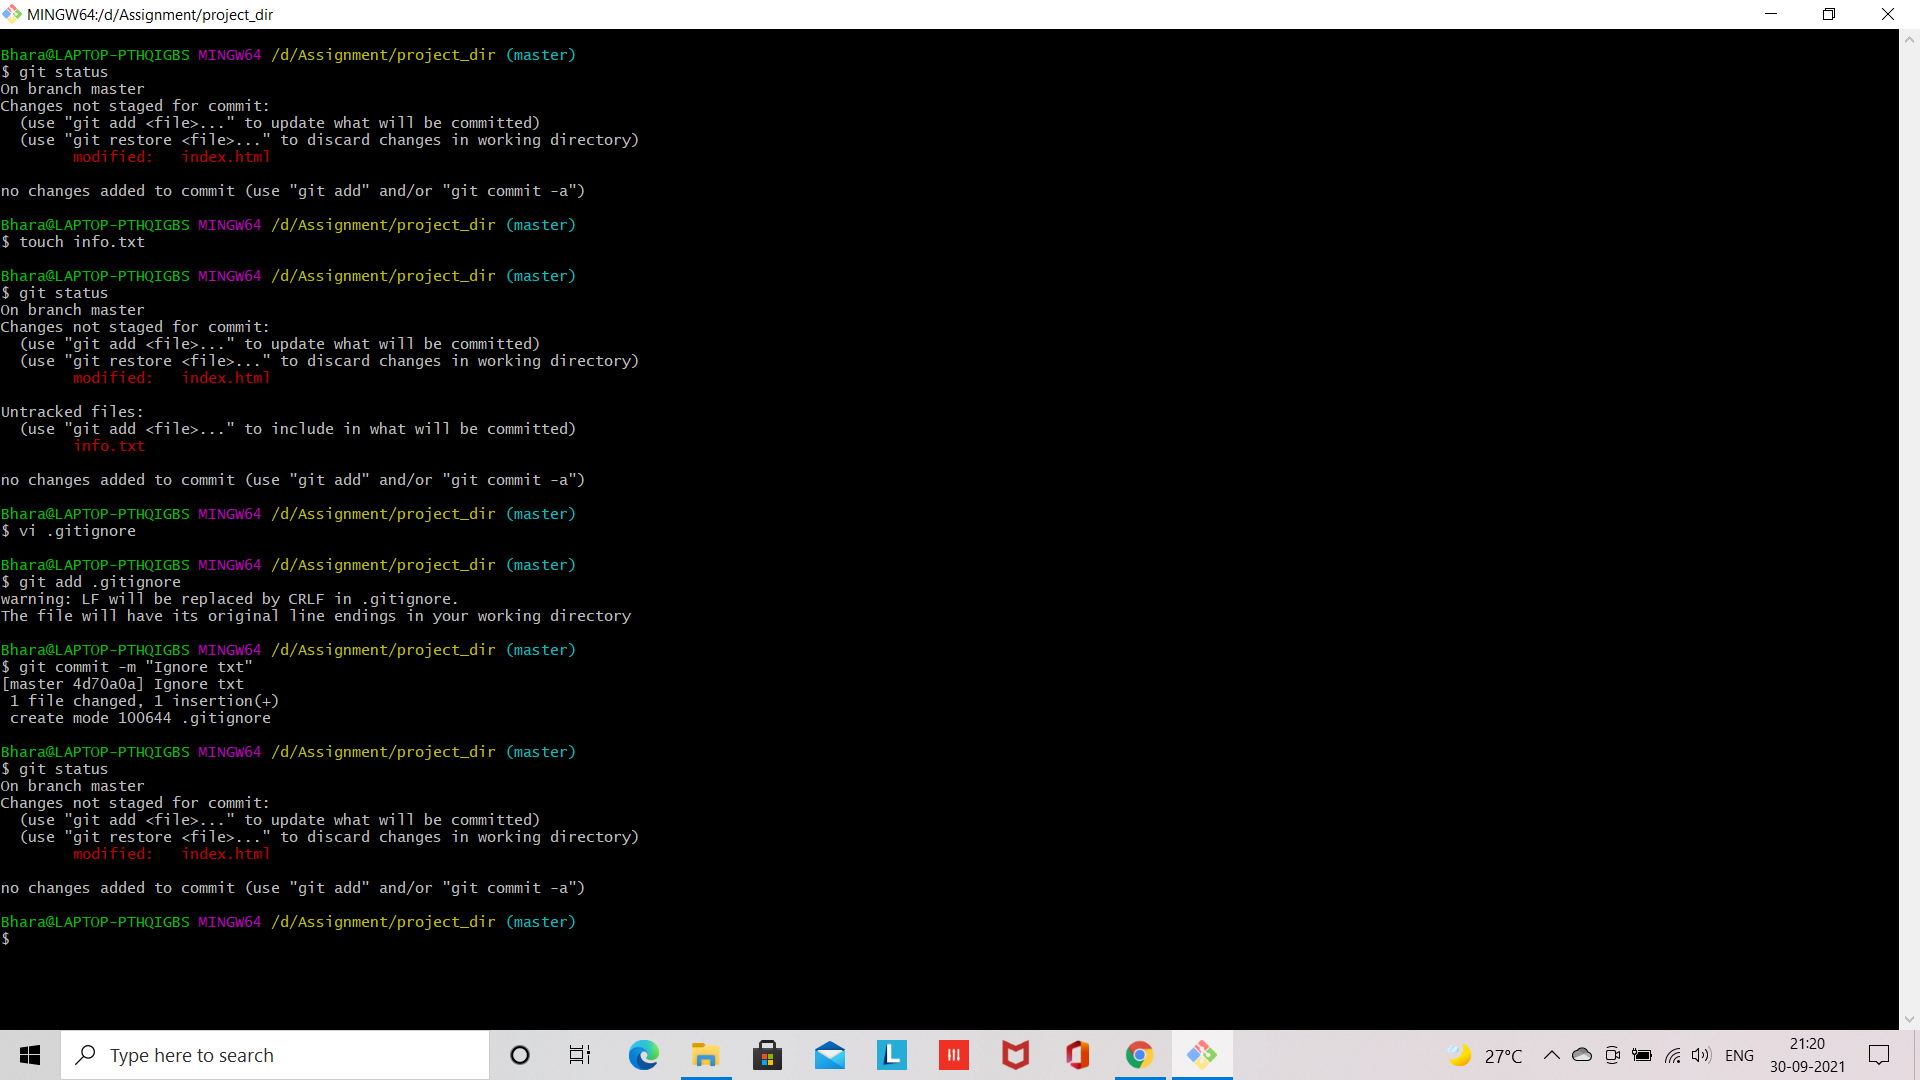 MINGW64:/d/Assignment/project_dir
Bhara@LAPTOP-PTHQIGBS MINGW64 /d/Assignment/project_dir (master)
$ git status
On branch master
Changes not staged for commit:
  (use "git add <file>..." to update what will be committed)
  (use "git restore <file>..." to discard changes in working directory)
        modified:   index.html

no changes added to commit (use "git add" and/or "git commit -a")

Bhara@LAPTOP-PTHQIGBS MINGW64 /d/Assignment/project_dir (master)
$ touch info.txt

Bhara@LAPTOP-PTHQIGBS MINGW64 /d/Assignment/project_dir (master)
$ git status
On branch master
Changes not staged for commit:
  (use "git add <file>..." to update what will be committed)
  (use "git restore <file>..." to discard changes in working directory)
        modified:   index.html

Untracked files:
  (use "git add <file>..." to include in what will be committed)
        info.txt

no changes added to commit (use "git add" and/or "git commit -a")

Bhara@LAPTOP-PTHQIGBS MINGW64 /d/Assignment/project_dir (master)
$ vi .gitignore

Bhara@LAPTOP-PTHQIGBS MINGW64 /d/Assignment/project_dir (master)
$ git add .gitignore
warning: LF will be replaced by CRLF in .gitignore.
The file will have its original line endings in your working directory

Bhara@LAPTOP-PTHQIGBS MINGW64 /d/Assignment/project_dir (master)
$ git commit -m "Ignore txt"
[master 4d70a0a] Ignore txt
 1 file changed, 1 insertion(+)
 create mode 100644 .gitignore

Bhara@LAPTOP-PTHQIGBS MINGW64 /d/Assignment/project_dir (master)
$ git status
On branch master
Changes not staged for commit:
  (use "git add <file>..." to update what will be committed)
  (use "git restore <file>..." to discard changes in working directory)
        modified:   index.html

no changes added to commit (use "git add" and/or "git commit -a")

Bhara@LAPTOP-PTHQIGBS MINGW64 /d/Assignment/project_dir (master)
$
Type here to search
L
27°C
ENG
21:20
30-09-2021